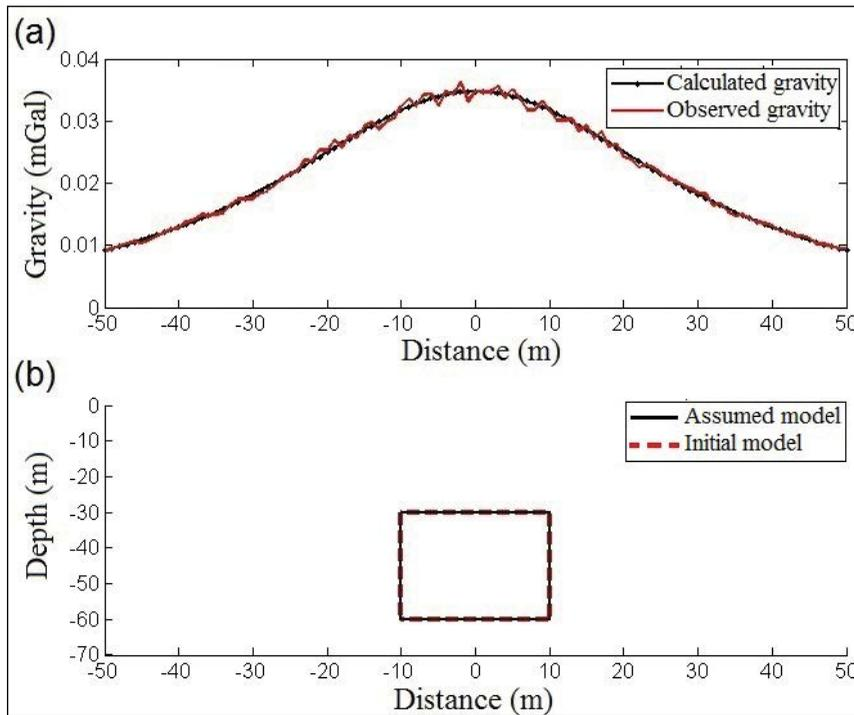 (a)
0.04
0.03
0.02
0.01
0
Gravity (mGal)
Calculated gravity
Observed gravity
-50 -40 -30 -20 -10 0 10 20 30 40 50
Distance (m)
(b)
0
-10
-20
-30
-40
-50
-60
-70
Depth (m)
Assumed model
Initial model
-50 -40 -30 -20 -10 0 10 20 30 40 50
Distance (m)